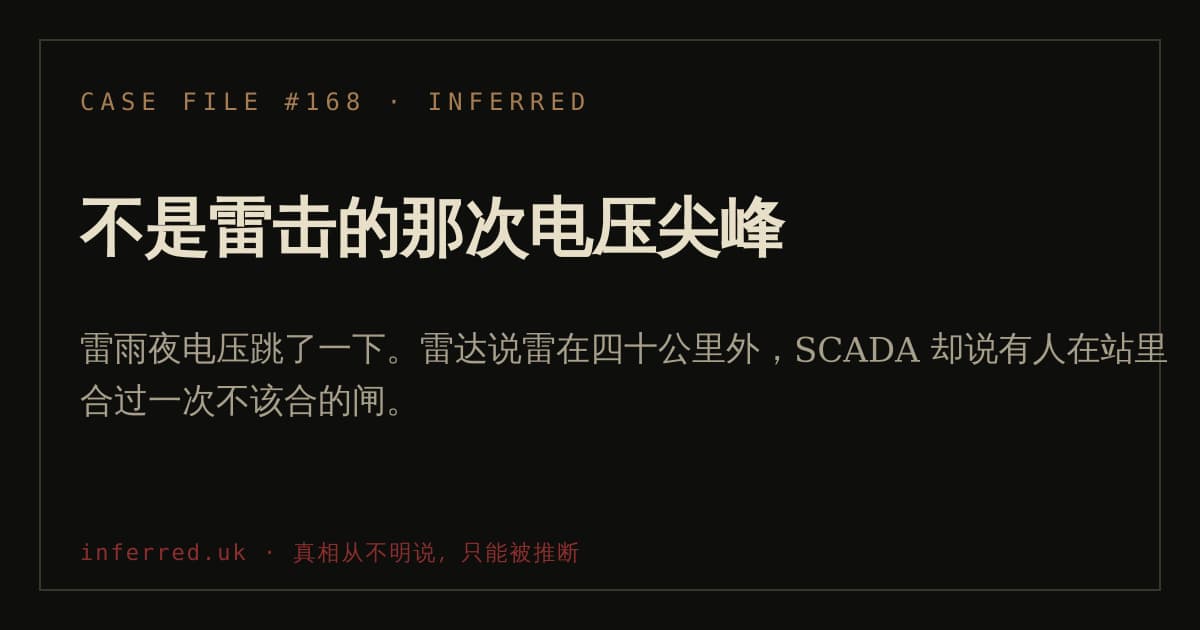 CASE FILE #168 · INFERRED
不是雷击的那次电压尖峰
雷雨夜电压跳了一下。雷达说雷在四十公里外，SCADA 却说有人在站里
合过一次不该合的闸。
inferred.uk · 真相从不明说，只能被推断